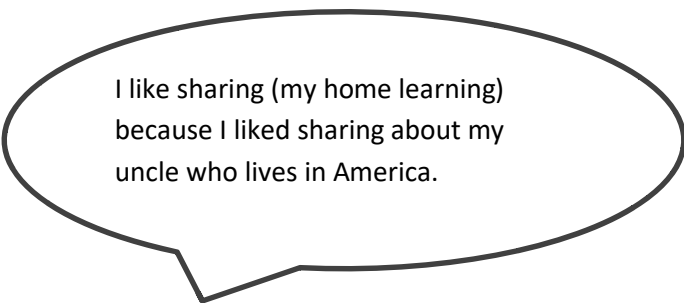 I like sharing (my home learning)
because I liked sharing about my
uncle who lives in America.